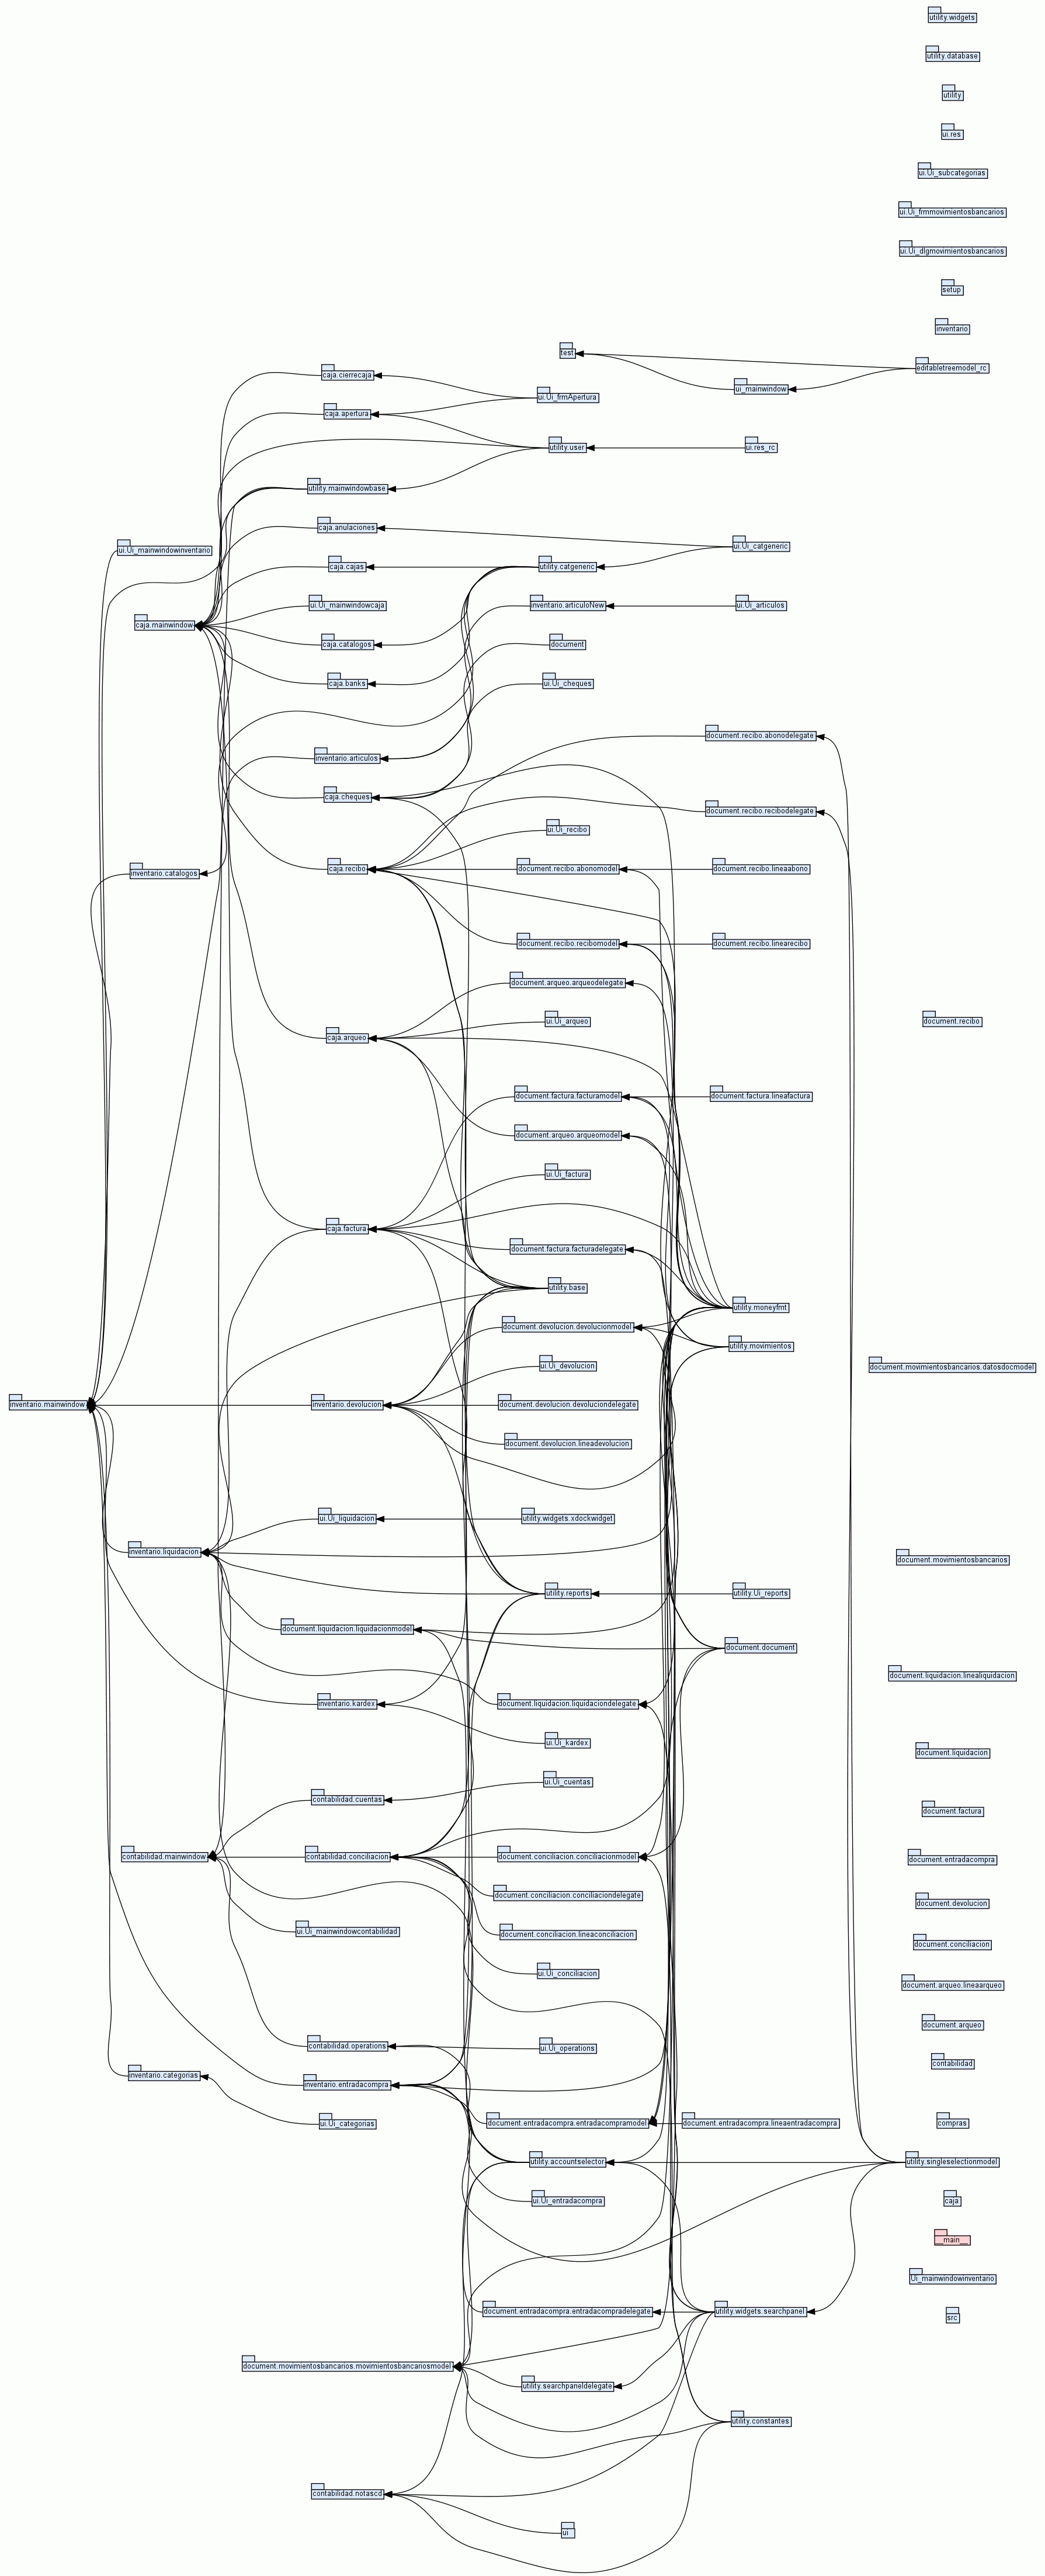 utility.widgets
utility.database
utility
ui.res
ui.Ui_subcategorias
ui.Ui_frmmovimientosbancarios
ui.Ui_dlgmovimientosbancarios
setup
inventario
test
editabletreemodel_rc
caja.cierrecaja
ui_mainwindow
ui.Ui_frmApertura
caja.apertura
utility.user
ui.res_rc
utility.mainwindowbase
caja.anulaciones
ui.Ui_mainwindowinventario
ui.Ui_catgeneric
caja.cajas
utility.catgeneric
ui.Ui_mainwindowcaja
inventario.articuloNew
ui.Ui_articulos
caja.mainwindow
caja.catalogos
document
caja.banks
ui.Ui_cheques
document.recibo.abonodelegate
inventario.articulos
caja.cheques
document.recibo.recibodelegate
ui.Ui_recibo
inventario.catalogos
caja.recibo
document.recibo.abonomodel
document.recibo.lineaabono
document.recibo.recibomodel
document.recibo.linearecibo
document.arqueo.arqueodelegate
ui.Ui_arqueo
document.recibo
caja.arqueo
document.factura.facturamodel
document.factura.lineafactura
document.arqueo.arqueomodel
ui.Ui_factura
caja.factura
document.factura.facturadelegate
utility.base
utility.moneyfmt
document.devolucion.devolucionmodel
utility.movimientos
ui.Ui_devolucion
document.movimientosbancarios.datosdocmodel
inventario.mainwindow
inventario.devolucion
document.devolucion.devoluciondelegate
document.devolucion.lineadevolucion
ui.Ui_liquidacion
utility.widgets.xdockwidget
inventario.liquidacion
document.movimientosbancarios
utility.reports
utility.Ui_reports
document.liquidacion.liquidacionmodel
document.document
document.liquidacion.linealiquidacion
inventario.kardex
document.liquidacion.liquidaciondelegate
ui.Ui_kardex
document.liquidacion
ui.Ui_cuentas
contabilidad.cuentas
document.factura
contabilidad.mainwindow
contabilidad.conciliacion
document.conciliacion.conciliacionmodel
document.entradacompra
document.conciliacion.conciliaciondelegate
document.devolucion
ui.Ui_mainwindowcontabilidad
document.conciliacion.lineaconciliacion
document.conciliacion
ui.Ui_conciliacion
document.arqueo.lineaarqueo
document.arqueo
contabilidad.operations
ui.Ui_operations
contabilidad
inventario.categorias
inventario.entradacompra
ui.Ui_categorias
document.entradacompra.entradacompramodel
document.entradacompra.lineaentradacompra
compras
utility.accountselector
utility.singleselectionmodel
ui.Ui_entradacompra
caja
__main__
Ui_mainwindowinventario
document.entradacompra.entradacompradelegate
utility.widgets.searchpanel
src
document.movimientosbancarios.movimientosbancariosmodel
utility.searchpaneldelegate
utility.constantes
contabilidad.notascd
ui